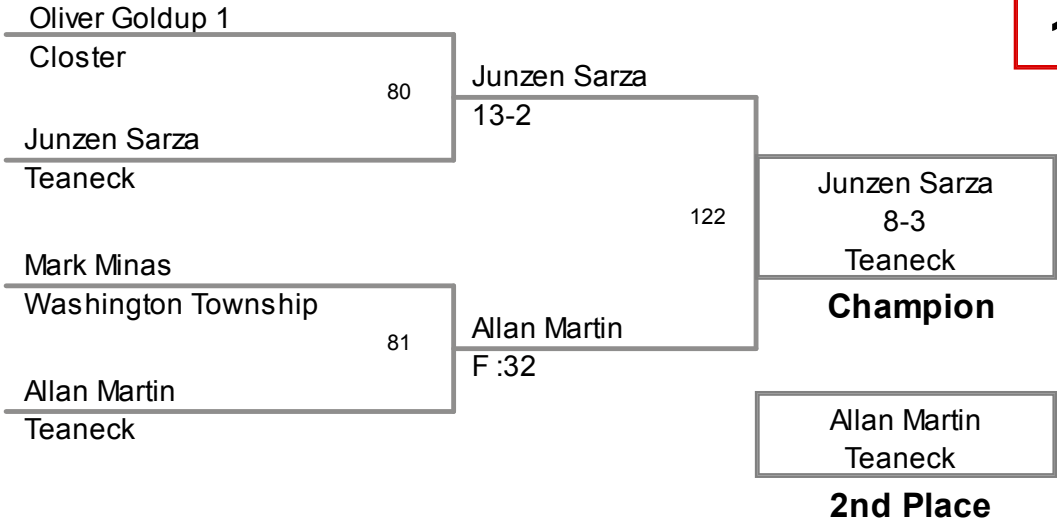 Oliver Goldup 1
Closter
80
Junzen Sarza
13-2
Junzen Sarza
Teaneck
Junzen Sarza
8-3
Teaneck
122
Champion
Mark Minas
Washington Township
81
Allan Martin
F :32
Allan Martin
Teaneck
Allan Martin
Teaneck
2nd Place